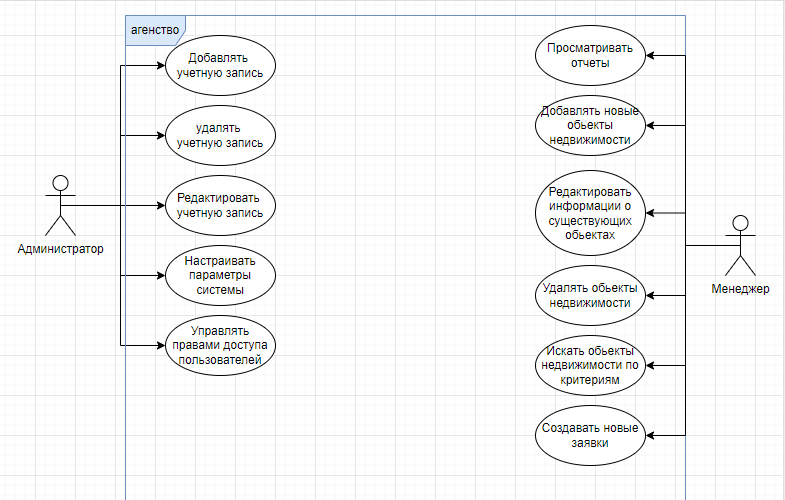 агенство
Добавлять
учетную запись
удалять
учетную запись
Редактировать
учетную запись
Настраивать
параметры
системы
Управлять
правами доступа
пользователей
Администратор
Просматривать
отчеты
Добавлять новые
обьекты
недвижимости
Редактировать
информации о
существующих
обьектах
Удалять обьекты
недвижимости
Искать обьекты
недвижимости по
критериям
Создавать новые
заявки
Менеджер